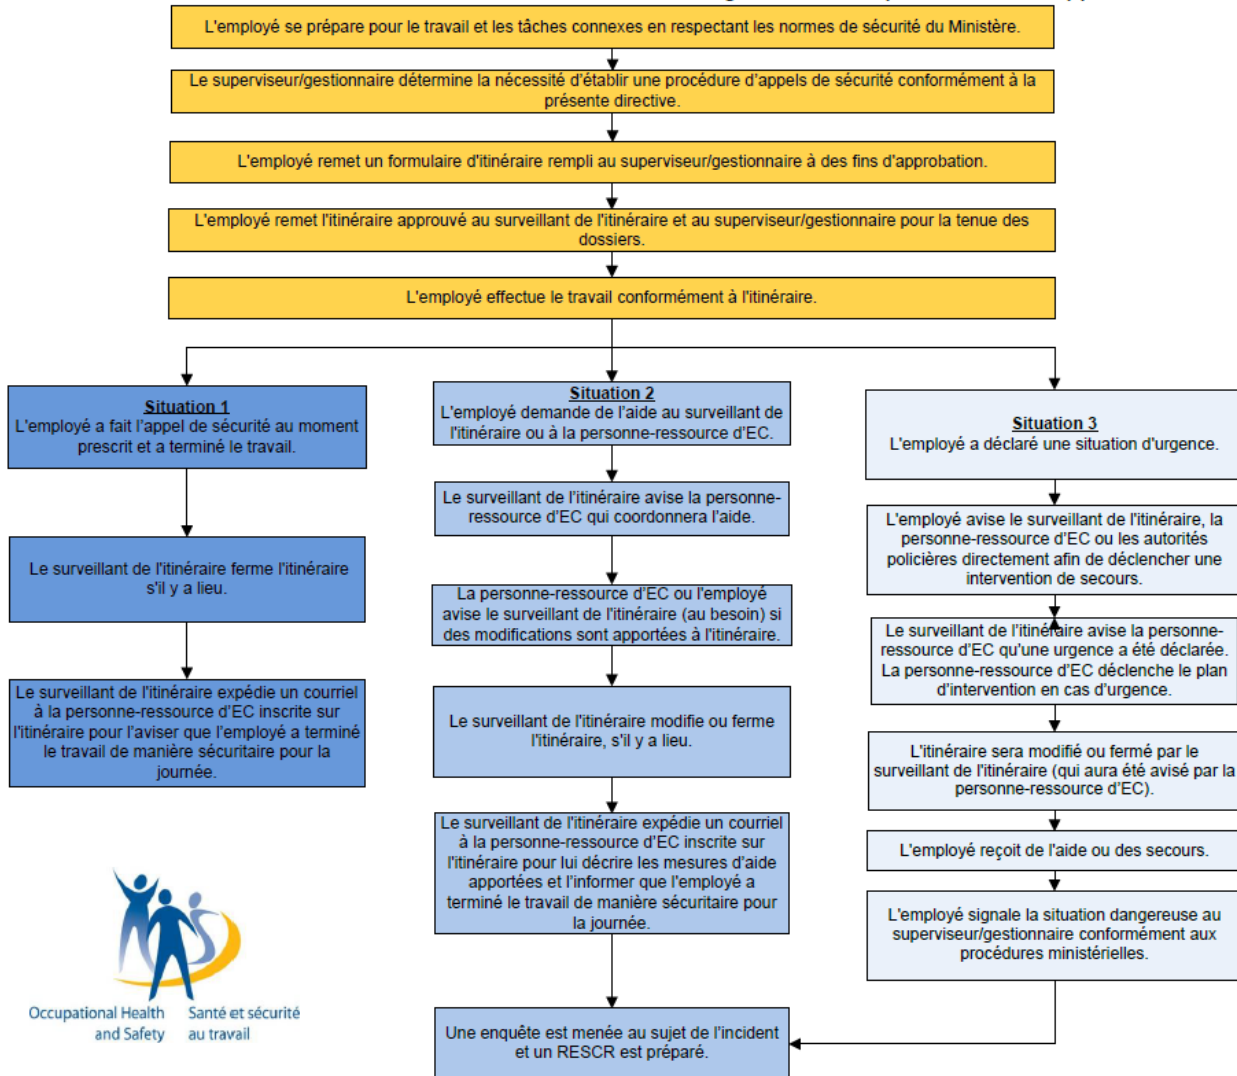 L'employé se prépare pour le travail et les tâches connexes en respectant les normes de sécurité du Ministère.
Le superviseur/gestionnaire détermine la nécessité d'établir une procédure d'appels de sécurité conformément à la
présente directive.
L'employé remet un formulaire d'itinéraire rempli au superviseur/gestionnaire à des fins d'approbation.
L'employé remet l'itinéraire approuvé au surveillant de l'itinéraire et au superviseur/gestionnaire pour la tenue des
dossiers.
L'employé effectue le travail conformément à l'itinéraire.
Situation 1
L'employé a fait l'appel de sécurité au moment
prescrit et a terminé le travail.
Le surveillant de l'itinéraire ferme l'itinéraire
s'il y a lieu.
Le surveillant de l'itinéraire expédie un courriel
à la personne-ressource d'EC inscrite sur
l'itinéraire pour l'aviser que l'employé a terminé
le travail de manière sécuritaire pour la
journée.
Situation 2
L'employé demande de l'aide au surveillant de
l'itinéraire ou à la personne-ressource d'EC.
Le surveillant de l'itinéraire avise la personne-
ressource d'EC qui coordonnera l'aide.
La personne-ressource d'EC ou l'employé
avise le surveillant de l'itinéraire (au besoin) si
des modifications sont apportées à l'itinéraire.
Le surveillant de l'itinéraire modifie ou ferme
l'itinéraire, s'il y a lieu.
Le surveillant de l'itinéraire expédie un courriel
à la personne-ressource d'EC inscrite sur
l'itinéraire pour lui décrire les mesures d'aide
apportées et l'informer que l'employé a
terminé le travail de manière sécuritaire pour
la journée.
Situation 3
L'employé a déclaré une situation d'urgence.
L'employé avise le surveillant de l'itinéraire, la
personne-ressource d'EC ou les autorités
policières directement afin de déclencher une
intervention de secours.
Le surveillant de l'itinéraire avise la personne-
ressource d'EC qu'une urgence a été déclarée.
La personne-ressource d'EC déclenche le plan
d'intervention en cas d'urgence.
L'itinéraire sera modifié ou fermé par le
surveillant de l'itinéraire (qui aura été avisé par la
personne-ressource d'EC).
L'employé reçoit de l'aide ou des secours.
L'employé signale la situation dangereuse au
superviseur/gestionnaire conformément aux
procédures ministérielles.
Une enquête est menée au sujet de l'incident
et un RESCR est préparé.
Occupational Health
and Safety
Santé et sécurité
au travail